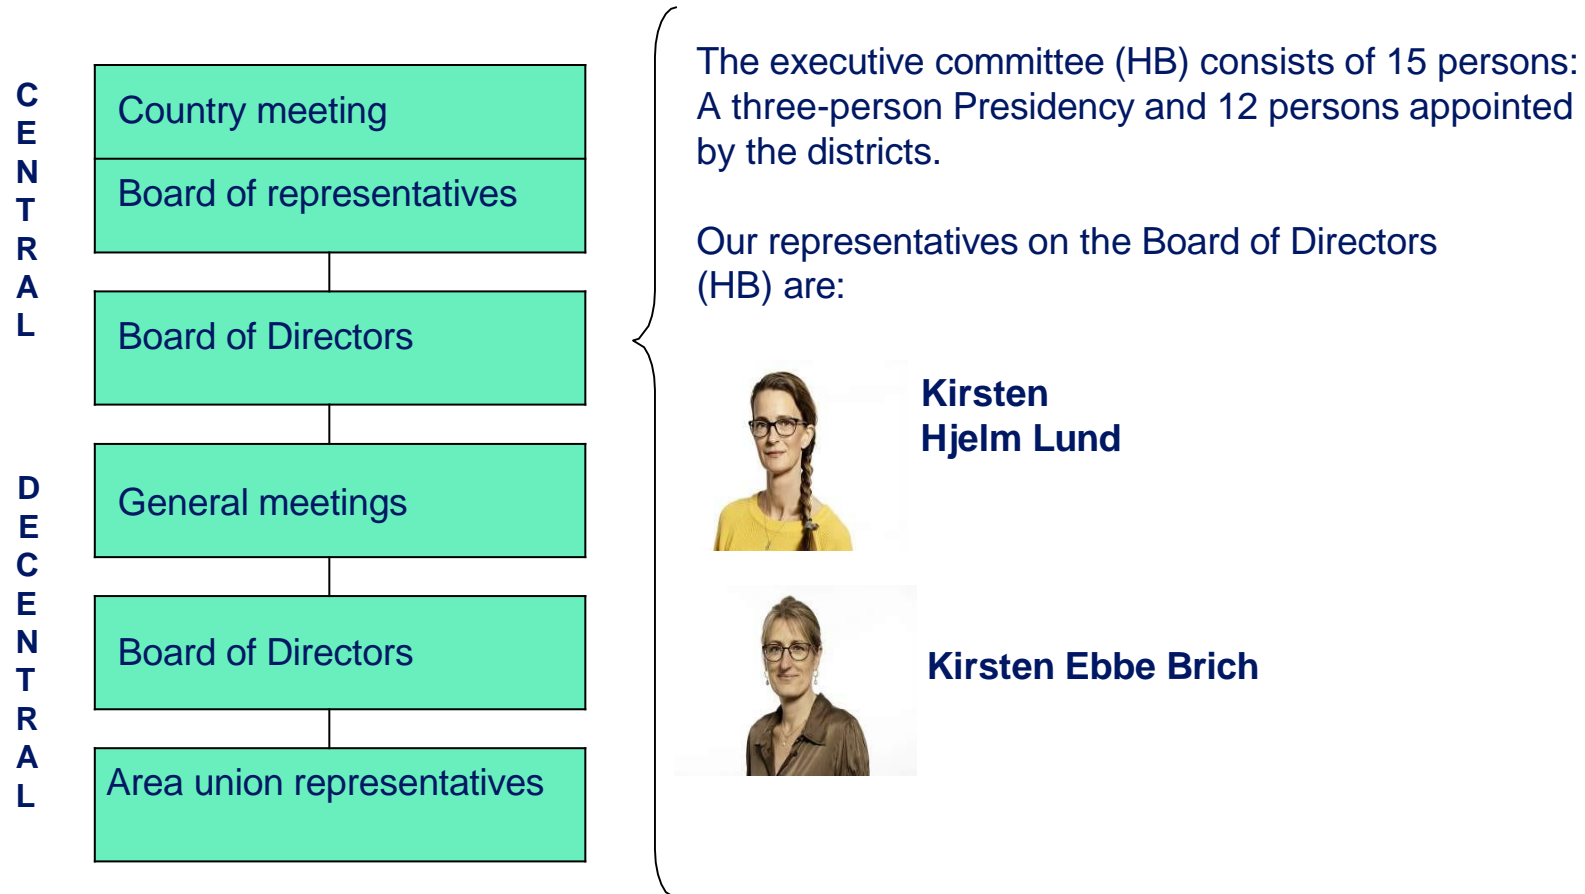 CENTRAL
Country meeting
Board of representatives
Board of Directors
DECENTRAL
General meetings
Board of Directors
Area union representatives
The executive committee (HB) consists of 15 persons:
A three-person Presidency and 12 persons appointed
by the districts.
Our representatives on the Board of Directors
(HB) are:
Kirsten
Hjelm Lund
Kirsten Ebbe Brich